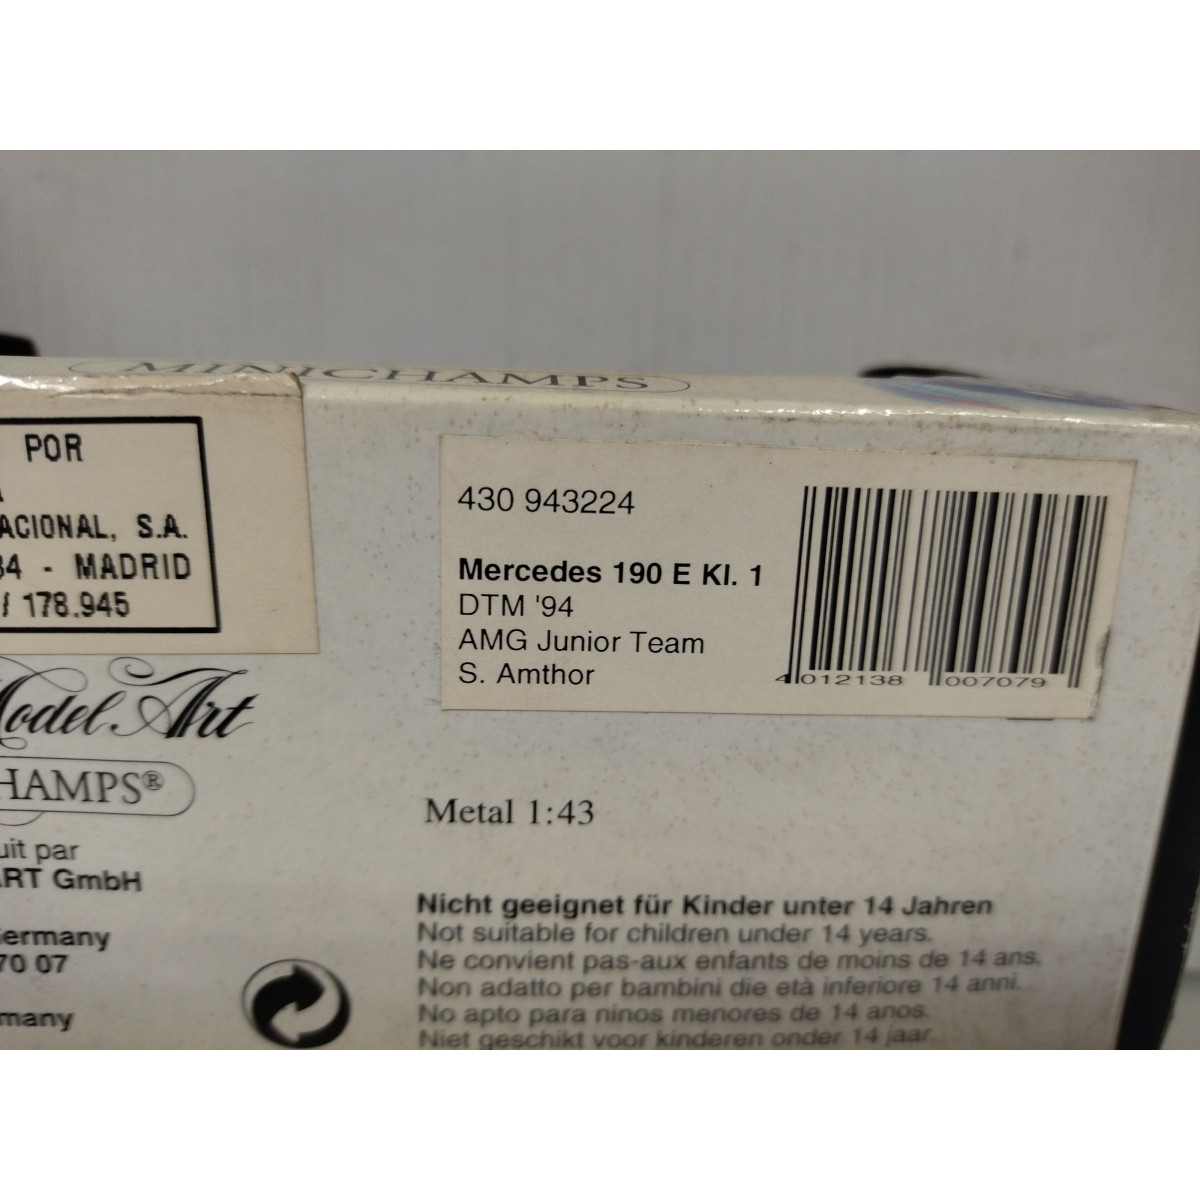 MINICHAMPS
POR
ACIONAL, S.A.
34 - MADRID
178.945
430 943224
Mercedes 190 E Kl. 1
DTM '94
AMG Junior Team
S. Amthor
4 012138 007079
Model Art
HAMPS®
uit par
ART GmbH
ermany
70 07
many
Metal 1:43
Nicht geeignet für Kinder unter 14 Jahren
Not suitable for children under 14 years.
Ne convient pas-aux enfants de moins de 14 ans.
Non adatto per bambini die età inferiore 14 anni.
No apto para ninos menores de 14 anos.
Niet geschikt voor kinderen onder 14 jaar.